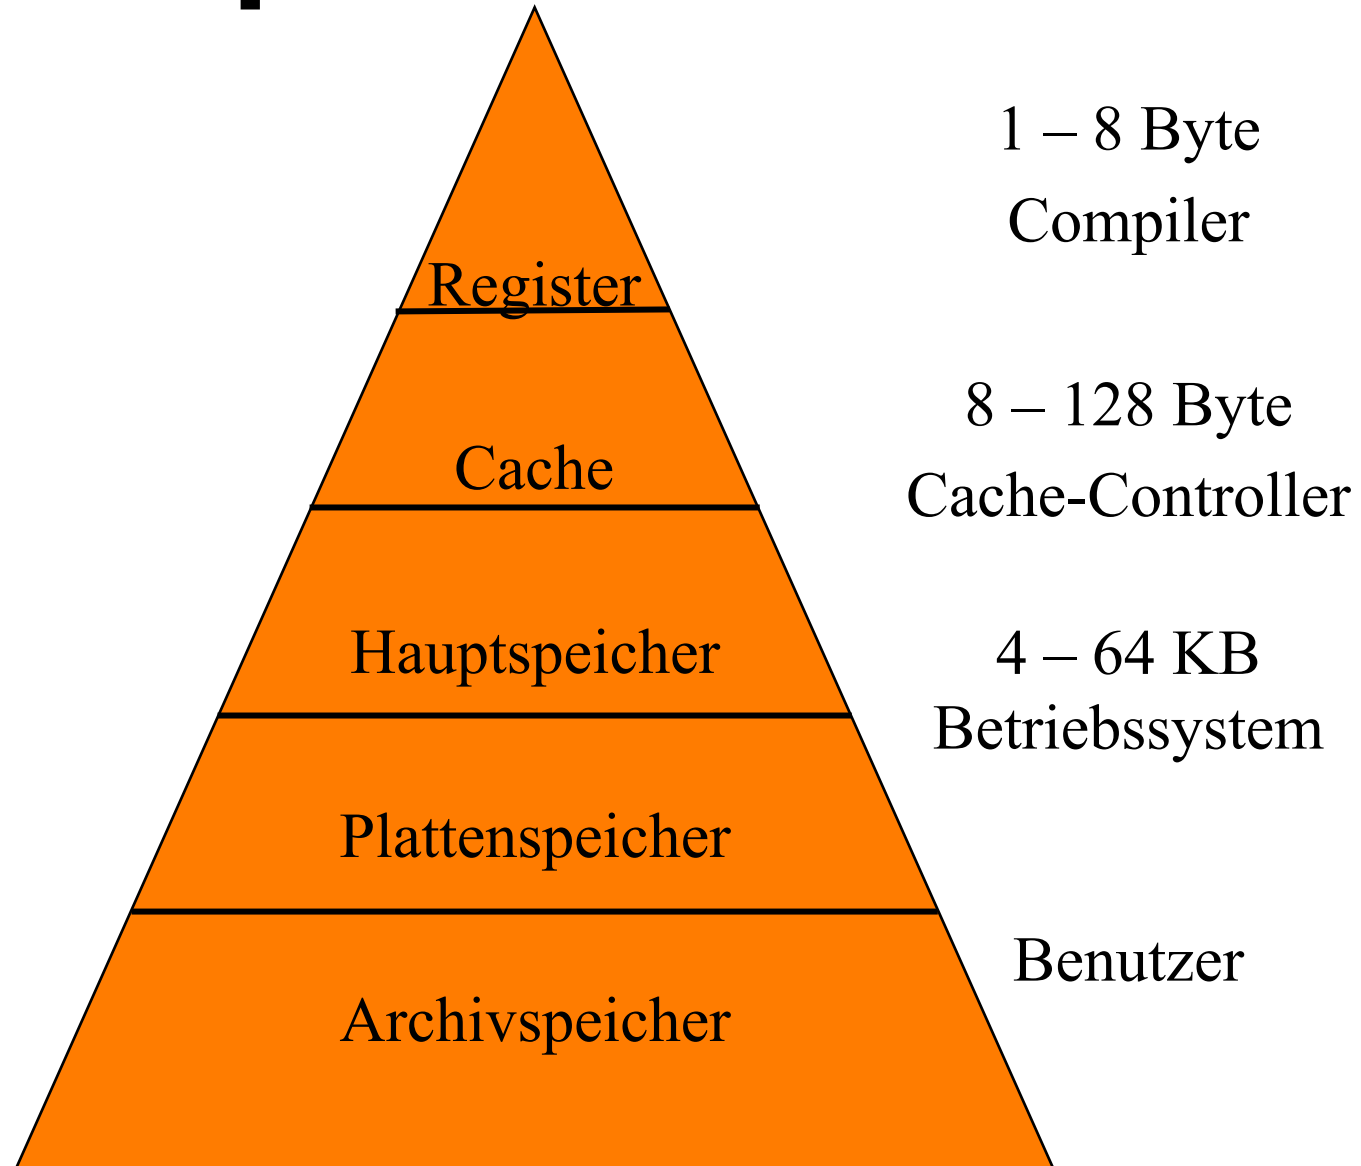 1 – 8 Byte
Compiler
Register
8 – 128 Byte
Cache
Cache-Controller
Hauptspeicher
4 – 64 KB
Betriebssystem
Plattenspeicher
Benutzer
Archivspeicher